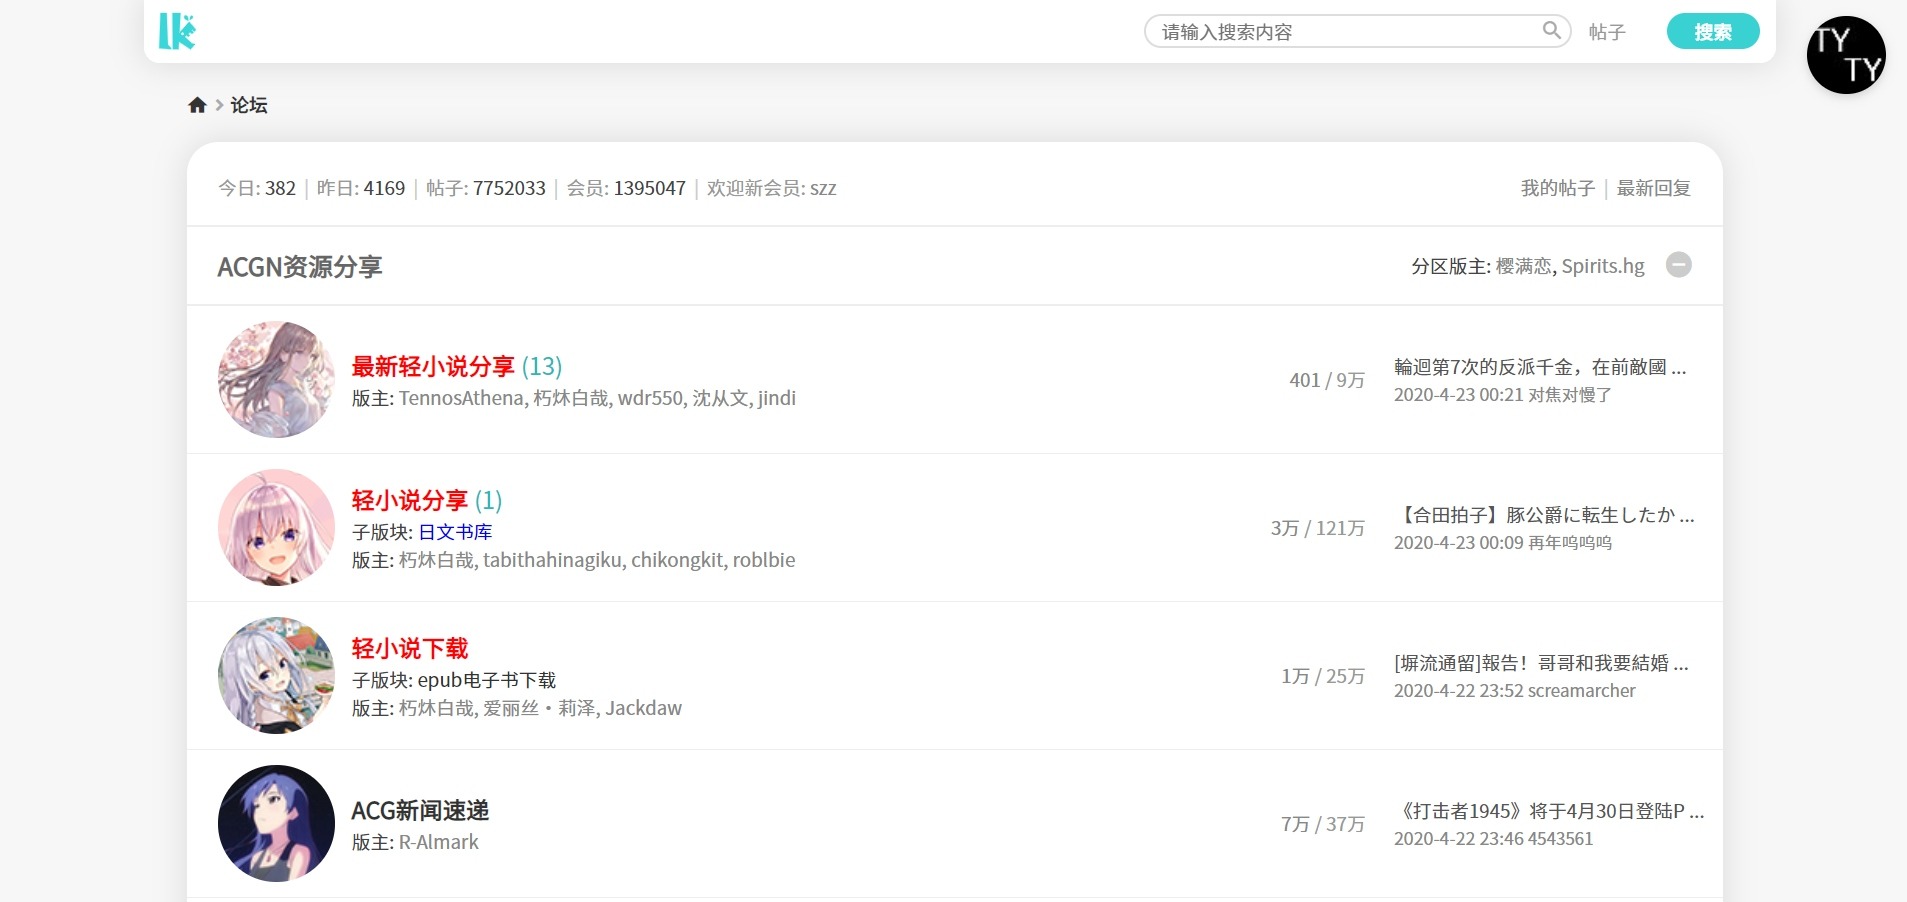 lk
请输入搜索内容 帖子 搜索
TY
TY
论坛
今日: 382 | 昨日: 4169 | 帖子: 7752033 | 会员: 1395047 | 欢迎新会员: szz 我的帖子 | 最新回复
ACGN资源分享 分区版主: 樱满恋, Spirits.hg
最新轻小说分享 (13)
版主: TennosAthena, 朽炑白哉, wdr550, 沈从文, jindi
401 / 9万
輪迴第7次的反派千金，在前敵國 ...
2020-4-23 00:21 对焦对慢了
轻小说分享 (1)
子版块: 日文书库
版主: 朽炑白哉, tabithahinagiku, chikongkit, roblbie
3万 / 121万
【合田拍子】豚公爵に転生したか ...
2020-4-23 00:09 再年呜呜呜
轻小说下载
子版块: epub电子书下载
版主: 朽炑白哉, 爱丽丝・莉泽, Jackdaw
1万 / 25万
[塀流通留]報告！哥哥和我要結婚 ...
2020-4-22 23:52 screamarcher
ACG新闻速递
版主: R-Almark
7万 / 37万
《打击者1945》将于4月30日登陆P ...
2020-4-22 23:46 4543561